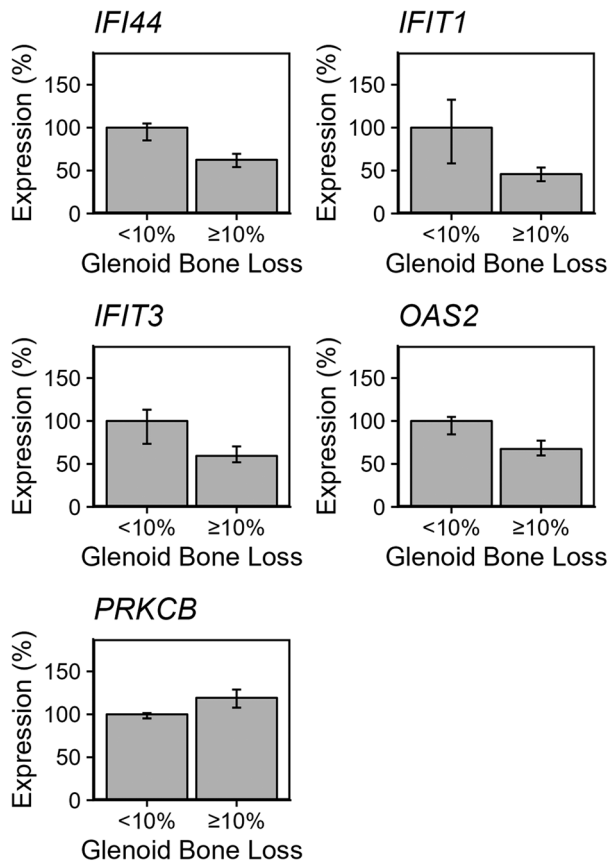 IFI44
Expression (%)
150
100
50
0
<10%
≥10%
Glenoid Bone Loss
IFIT1
Expression (%)
150
100
50
0
<10%
≥10%
Glenoid Bone Loss
IFIT3
Expression (%)
150
100
50
0
<10%
≥10%
Glenoid Bone Loss
OAS2
Expression (%)
150
100
50
0
<10%
≥10%
Glenoid Bone Loss
PRKCB
Expression (%)
150
100
50
0
<10%
≥10%
Glenoid Bone Loss